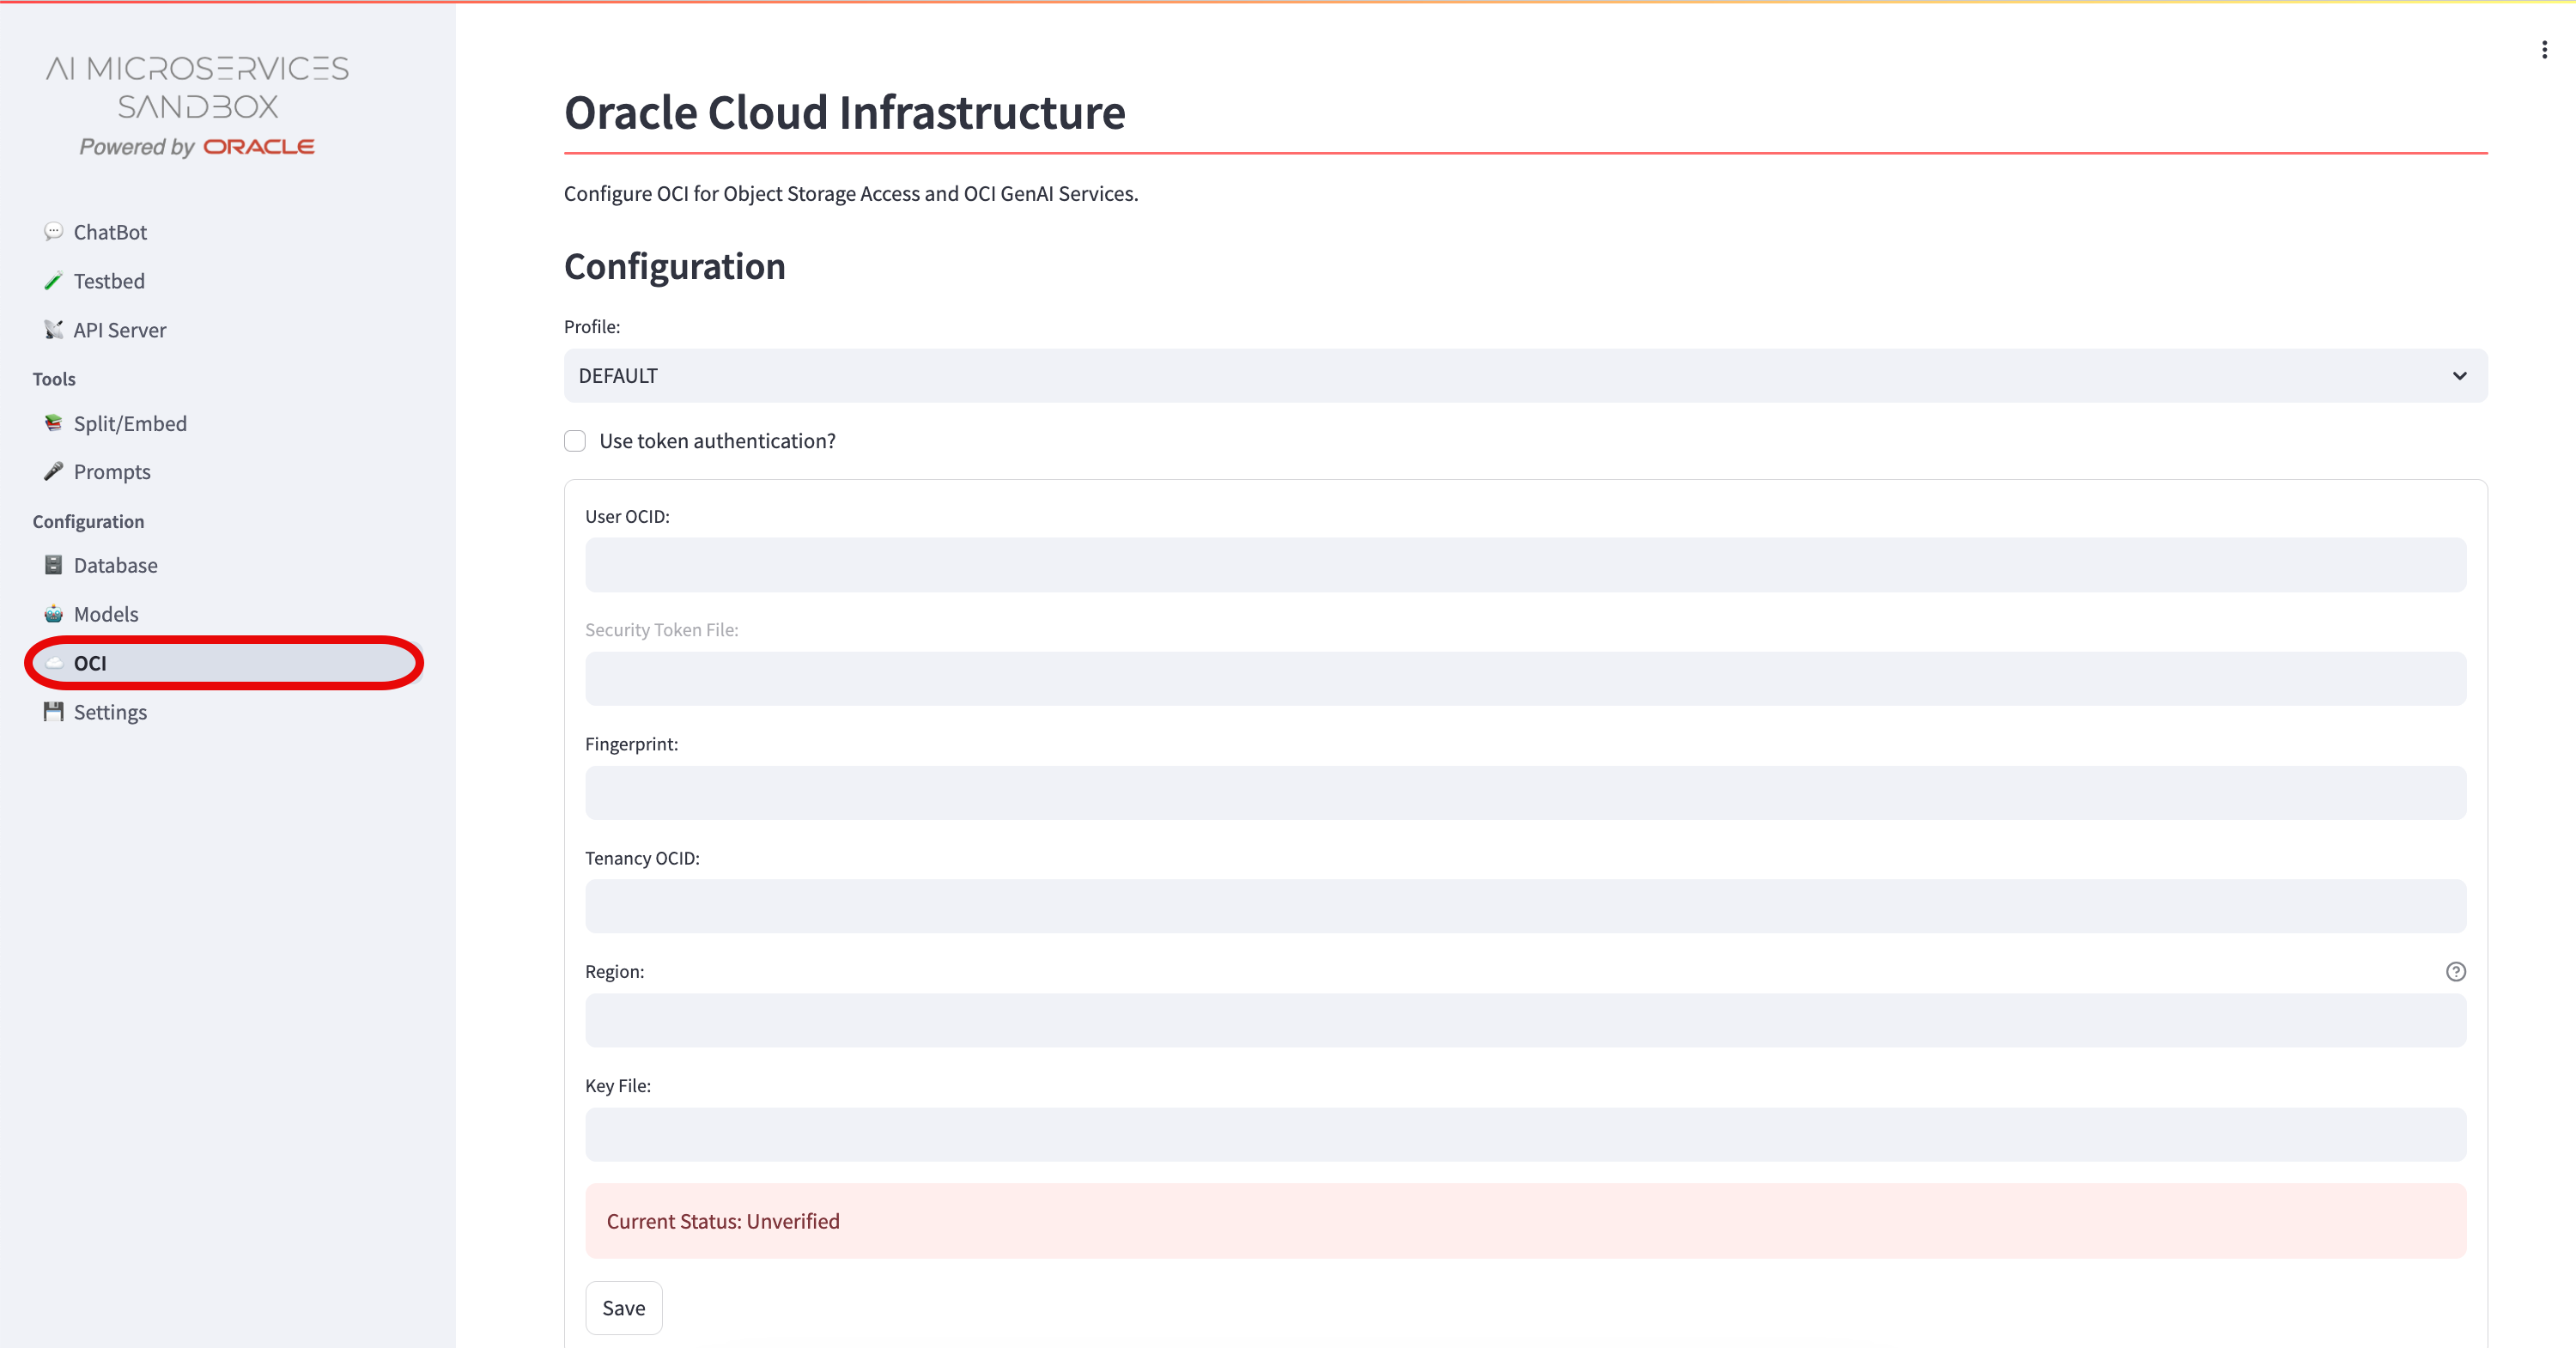 AI MICROSERVICES
SANDBOX
Powered by ORACLE
ChatBot
Testbed
API Server
Tools
Split/Embed
Prompts
Configuration
Database
Models
OCI
Settings
Oracle Cloud Infrastructure
Configure OCI for Object Storage Access and OCI GenAI Services.
Configuration
Profile:
DEFAULT
Use token authentication?
User OCID:
Security Token File:
Fingerprint:
Tenancy OCID:
Region:
Key File:
Current Status: Unverified
Save